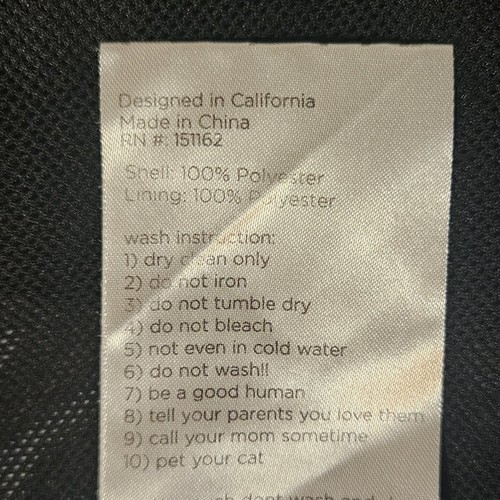 Designed in California
Made in China
RN #: 151162
Shell: 100% Polyester
Lining: 100% Polyester
wash instruction:
1) dry clean only
2) do not iron
3) do not tumble dry
4) do not bleach
5) not even in cold water
6) do not wash!!
7) be a good human
8) tell your parents you love them
9) call your mom sometime
10) pet your cat
dont wash and